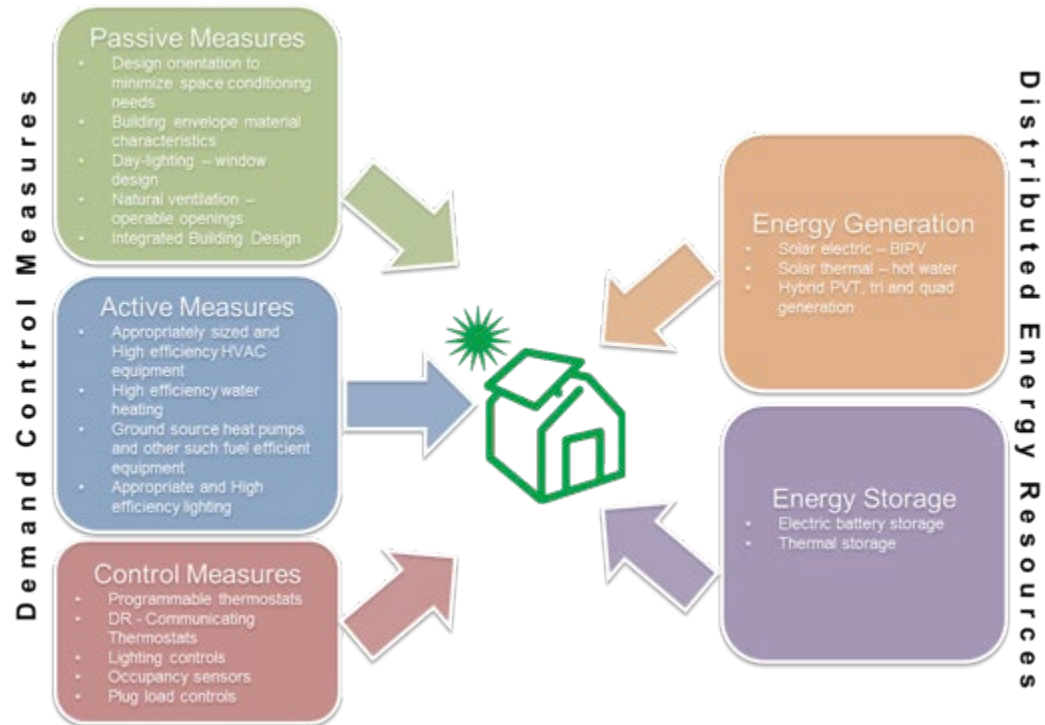 Demand Control Measures
Passive Measures
• Design orientation to
minimize space conditioning
needs
• Building envelope material
characteristics
• Day-lighting – window
design
• Natural ventilation –
operable openings
• Integrated Building Design
Active Measures
• Appropriately sized and
High efficiency HVAC
equipment
• High efficiency water
heating
• Ground source heat pumps
and other such fuel efficient
equipment
• Appropriate and High
efficiency lighting
Control Measures
• Programmable thermostats
• DR - Communicating
Thermostats
• Lighting controls
• Occupancy sensors
• Plug load controls
Energy Generation
• Solar electric – BIPV
• Solar thermal – hot water
• Hybrid PVT, tri and quad
generation
Energy Storage
• Electric battery storage
• Thermal storage
Distributed Energy Resources